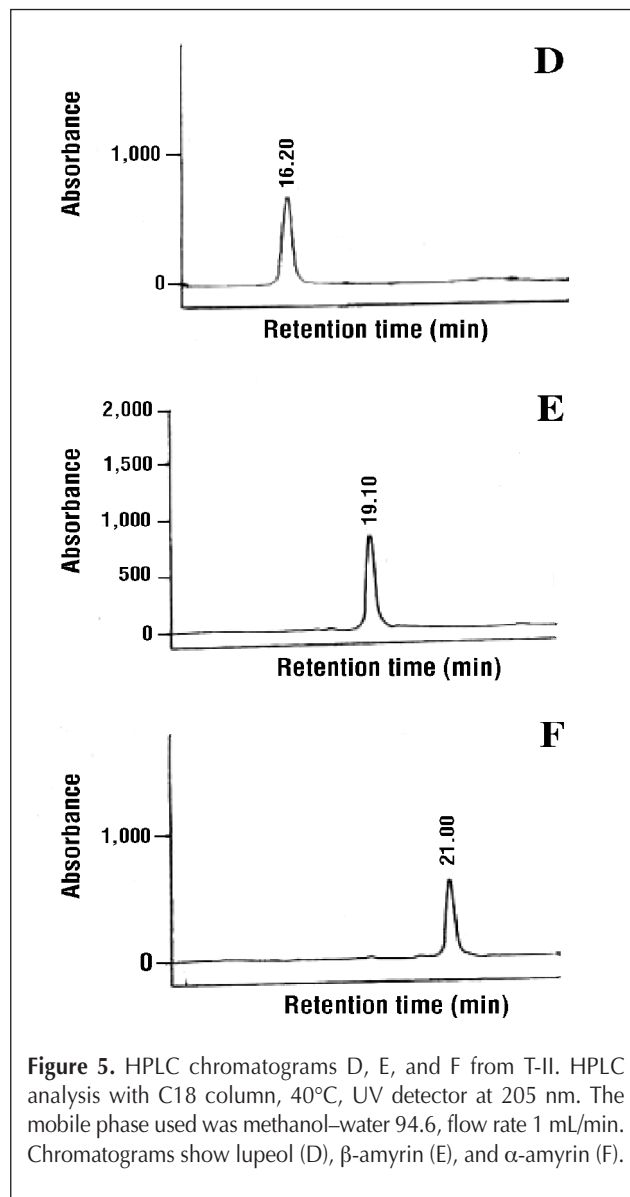 D
Absorbance
1,000
16.20
0
Retention time (min)
E
2,000
1,500
Absorbance
1,000
19.10
500
0
Retention time (min)
F
Absorbance
1,000
21.00
0
Retention time (min)
Figure 5. HPLC chromatograms D, E, and F from T-II. HPLC
analysis with C18 column, 40°C, UV detector at 205 nm. The
mobile phase used was methanol–water 94.6, flow rate 1 mL/min.
Chromatograms show lupeol (D), β-amyrin (E), and α-amyrin (F).